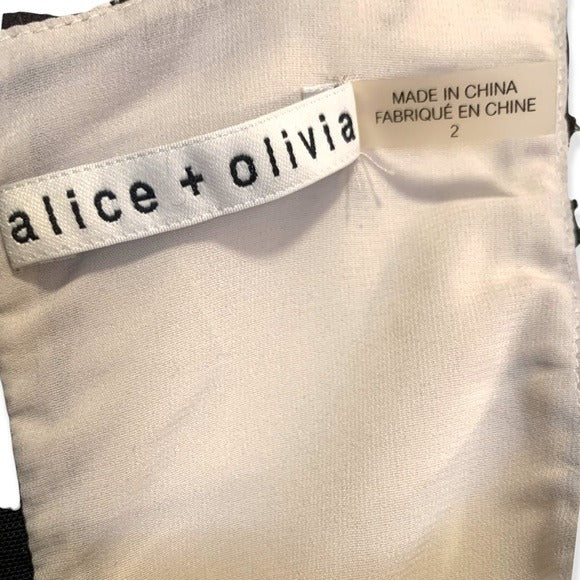 alice + olivia
MADE IN CHINA
FABRIQUÉ EN CHINE
2